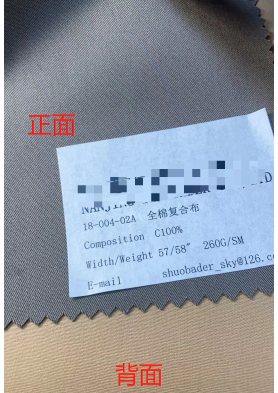 正面
18-004-02A 全棉复合布
Composition C100%
Width/Weight 57/58" 260G/SM
E-mail shuobader_sky@126.co
背面